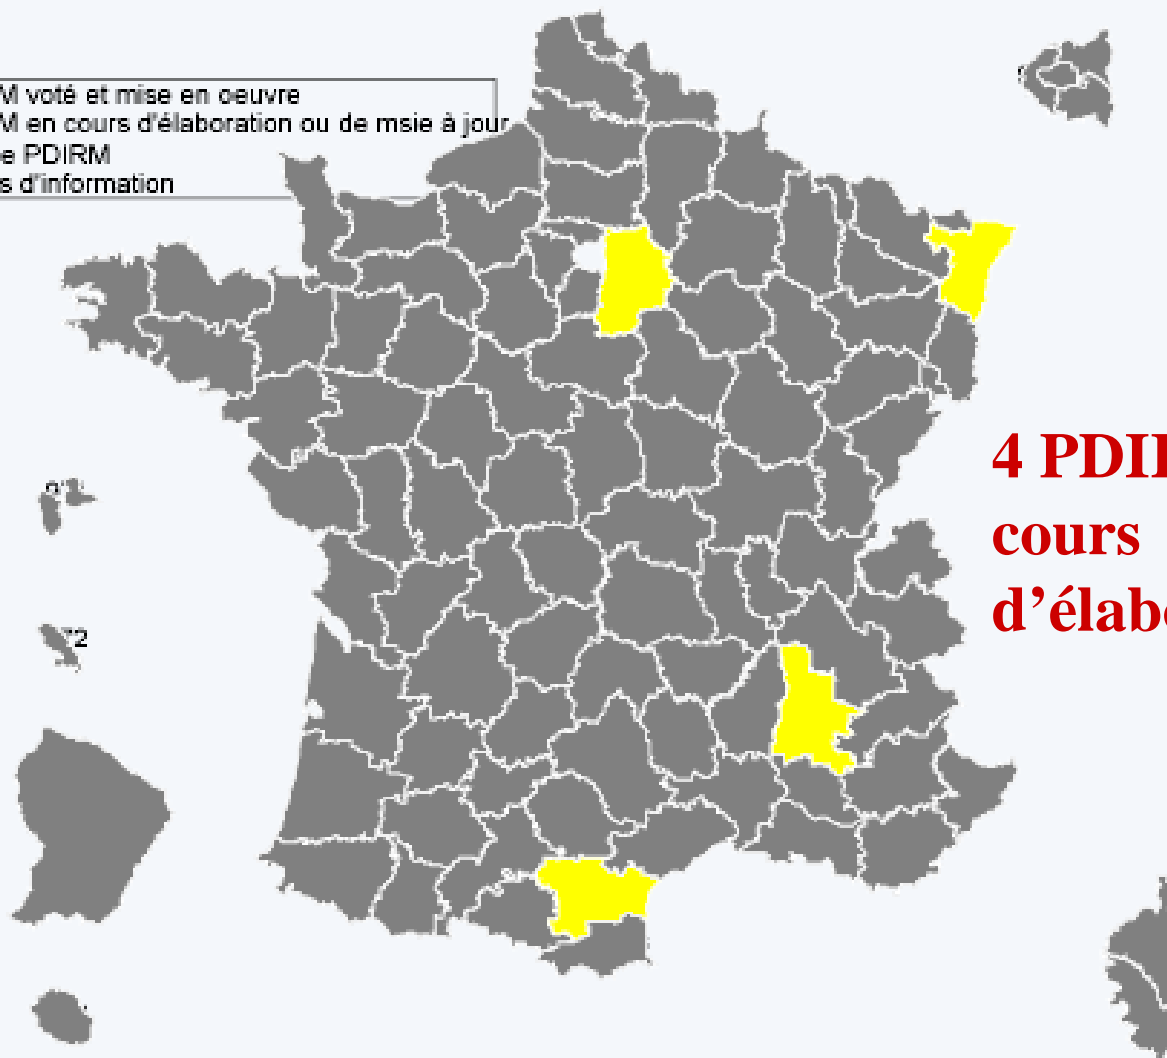 M voté et mise en oeuvre
M en cours d'élaboration ou de msie à jour
e PDIRM
s d'information
4 PDI
cours
d’élab